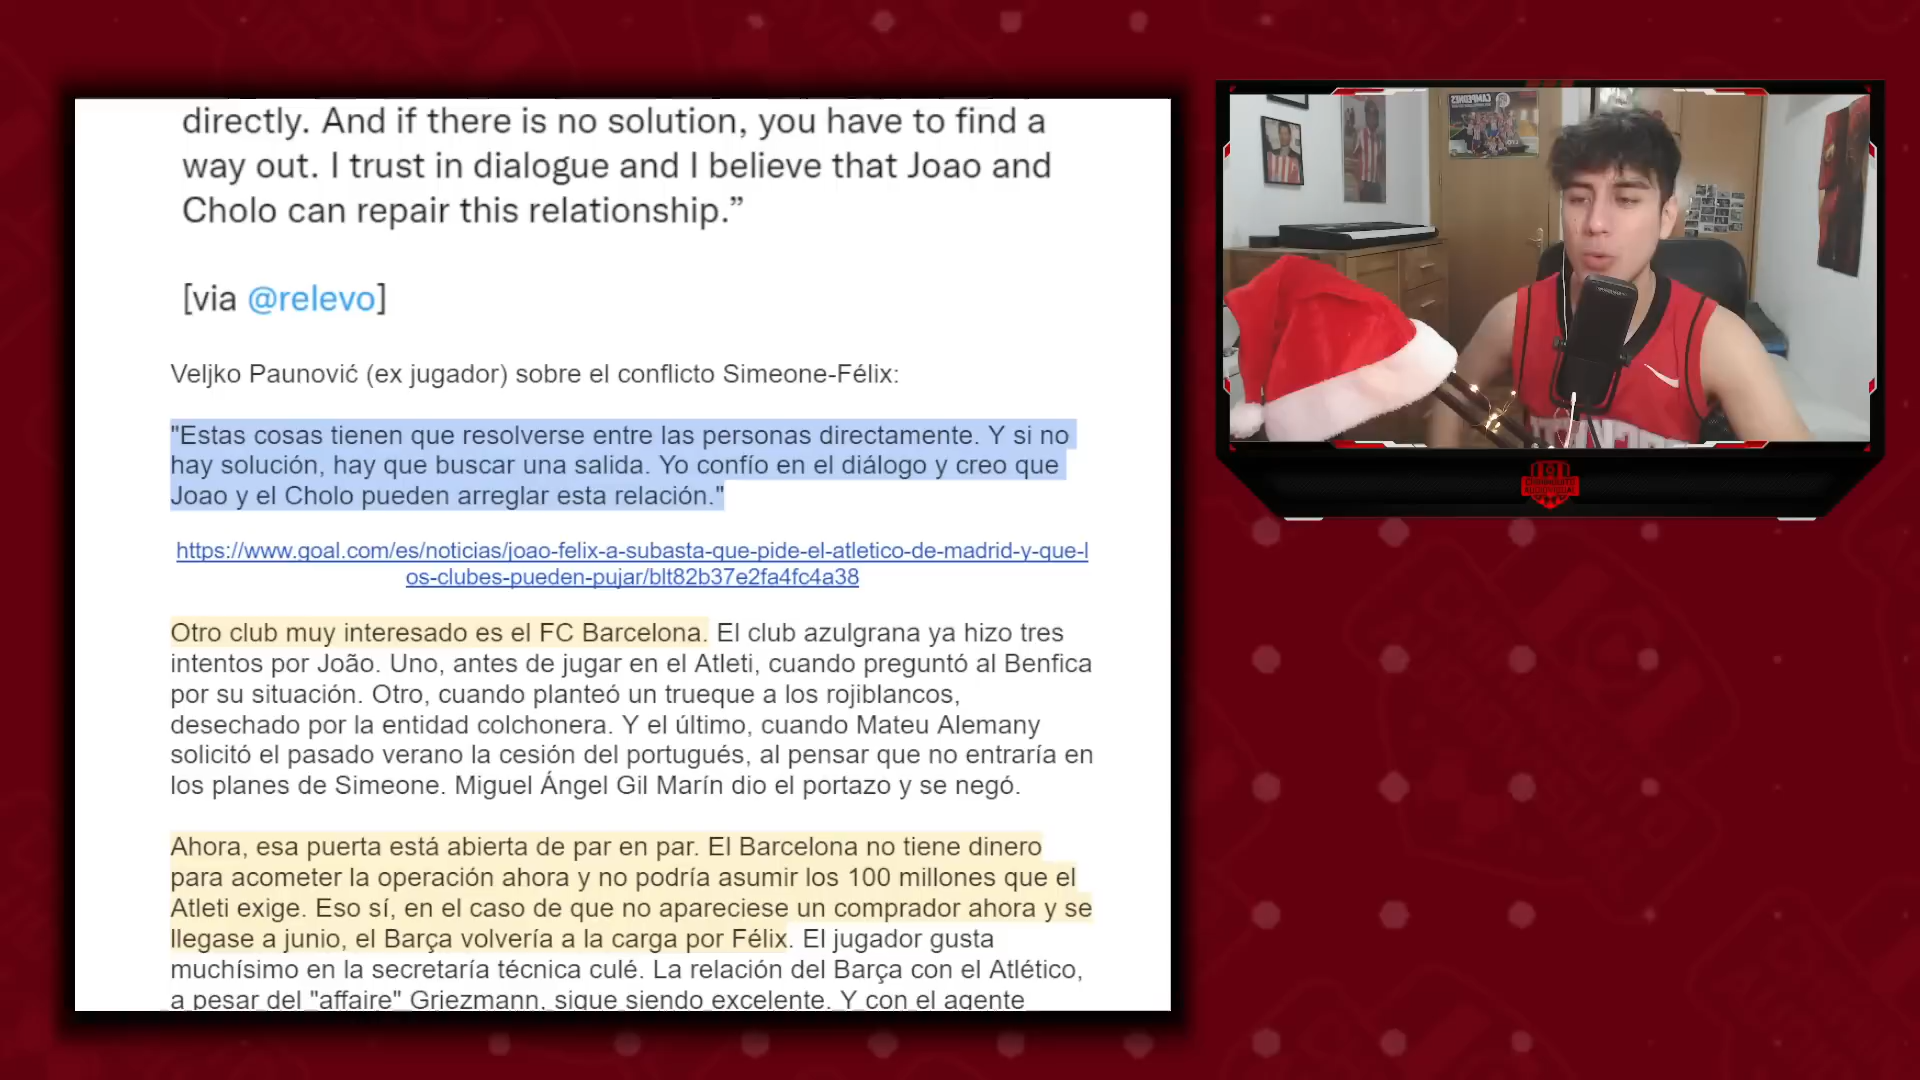 directly. And if there is no solution, you have to find a
way out. I trust in dialogue and I believe that Joao and
Cholo can repair this relationship.”
[via @relevo]
Veljko Paunović (ex jugador) sobre el conflicto Simeone-Félix:
"Estas cosas tienen que resolverse entre las personas directamente. Y si no
hay solución, hay que buscar una salida. Yo confío en el diálogo y creo que
Joao y el Cholo pueden arreglar esta relación."
https://www.goal.com/es/noticias/joao-felix-a-subasta-que-pide-el-atletico-de-madrid-y-que-l
os-clubes-pueden-pujar/blt82b37e2fa4fc4a38
Otro club muy interesado es el FC Barcelona. El club azulgrana ya hizo tres
intentos por João. Uno, antes de jugar en el Atleti, cuando preguntó al Benfica
por su situación. Otro, cuando planteó un trueque a los rojiblancos,
desechado por la entidad colchonera. Y el último, cuando Mateu Alemany
solicitó el pasado verano la cesión del portugués, al pensar que no entraría en
los planes de Simeone. Miguel Ángel Gil Marín dio el portazo y se negó.
Ahora, esa puerta está abierta de par en par. El Barcelona no tiene dinero
para acometer la operación ahora y no podría asumir los 100 millones que el
Atleti exige. Eso sí, en el caso de que no apareciese un comprador ahora y se
llegase a junio, el Barça volvería a la carga por Félix. El jugador gusta
muchísimo en la secretaría técnica culé. La relación del Barça con el Atlético,
a pesar del "affaire" Griezmann, sigue siendo excelente. Y con el agente